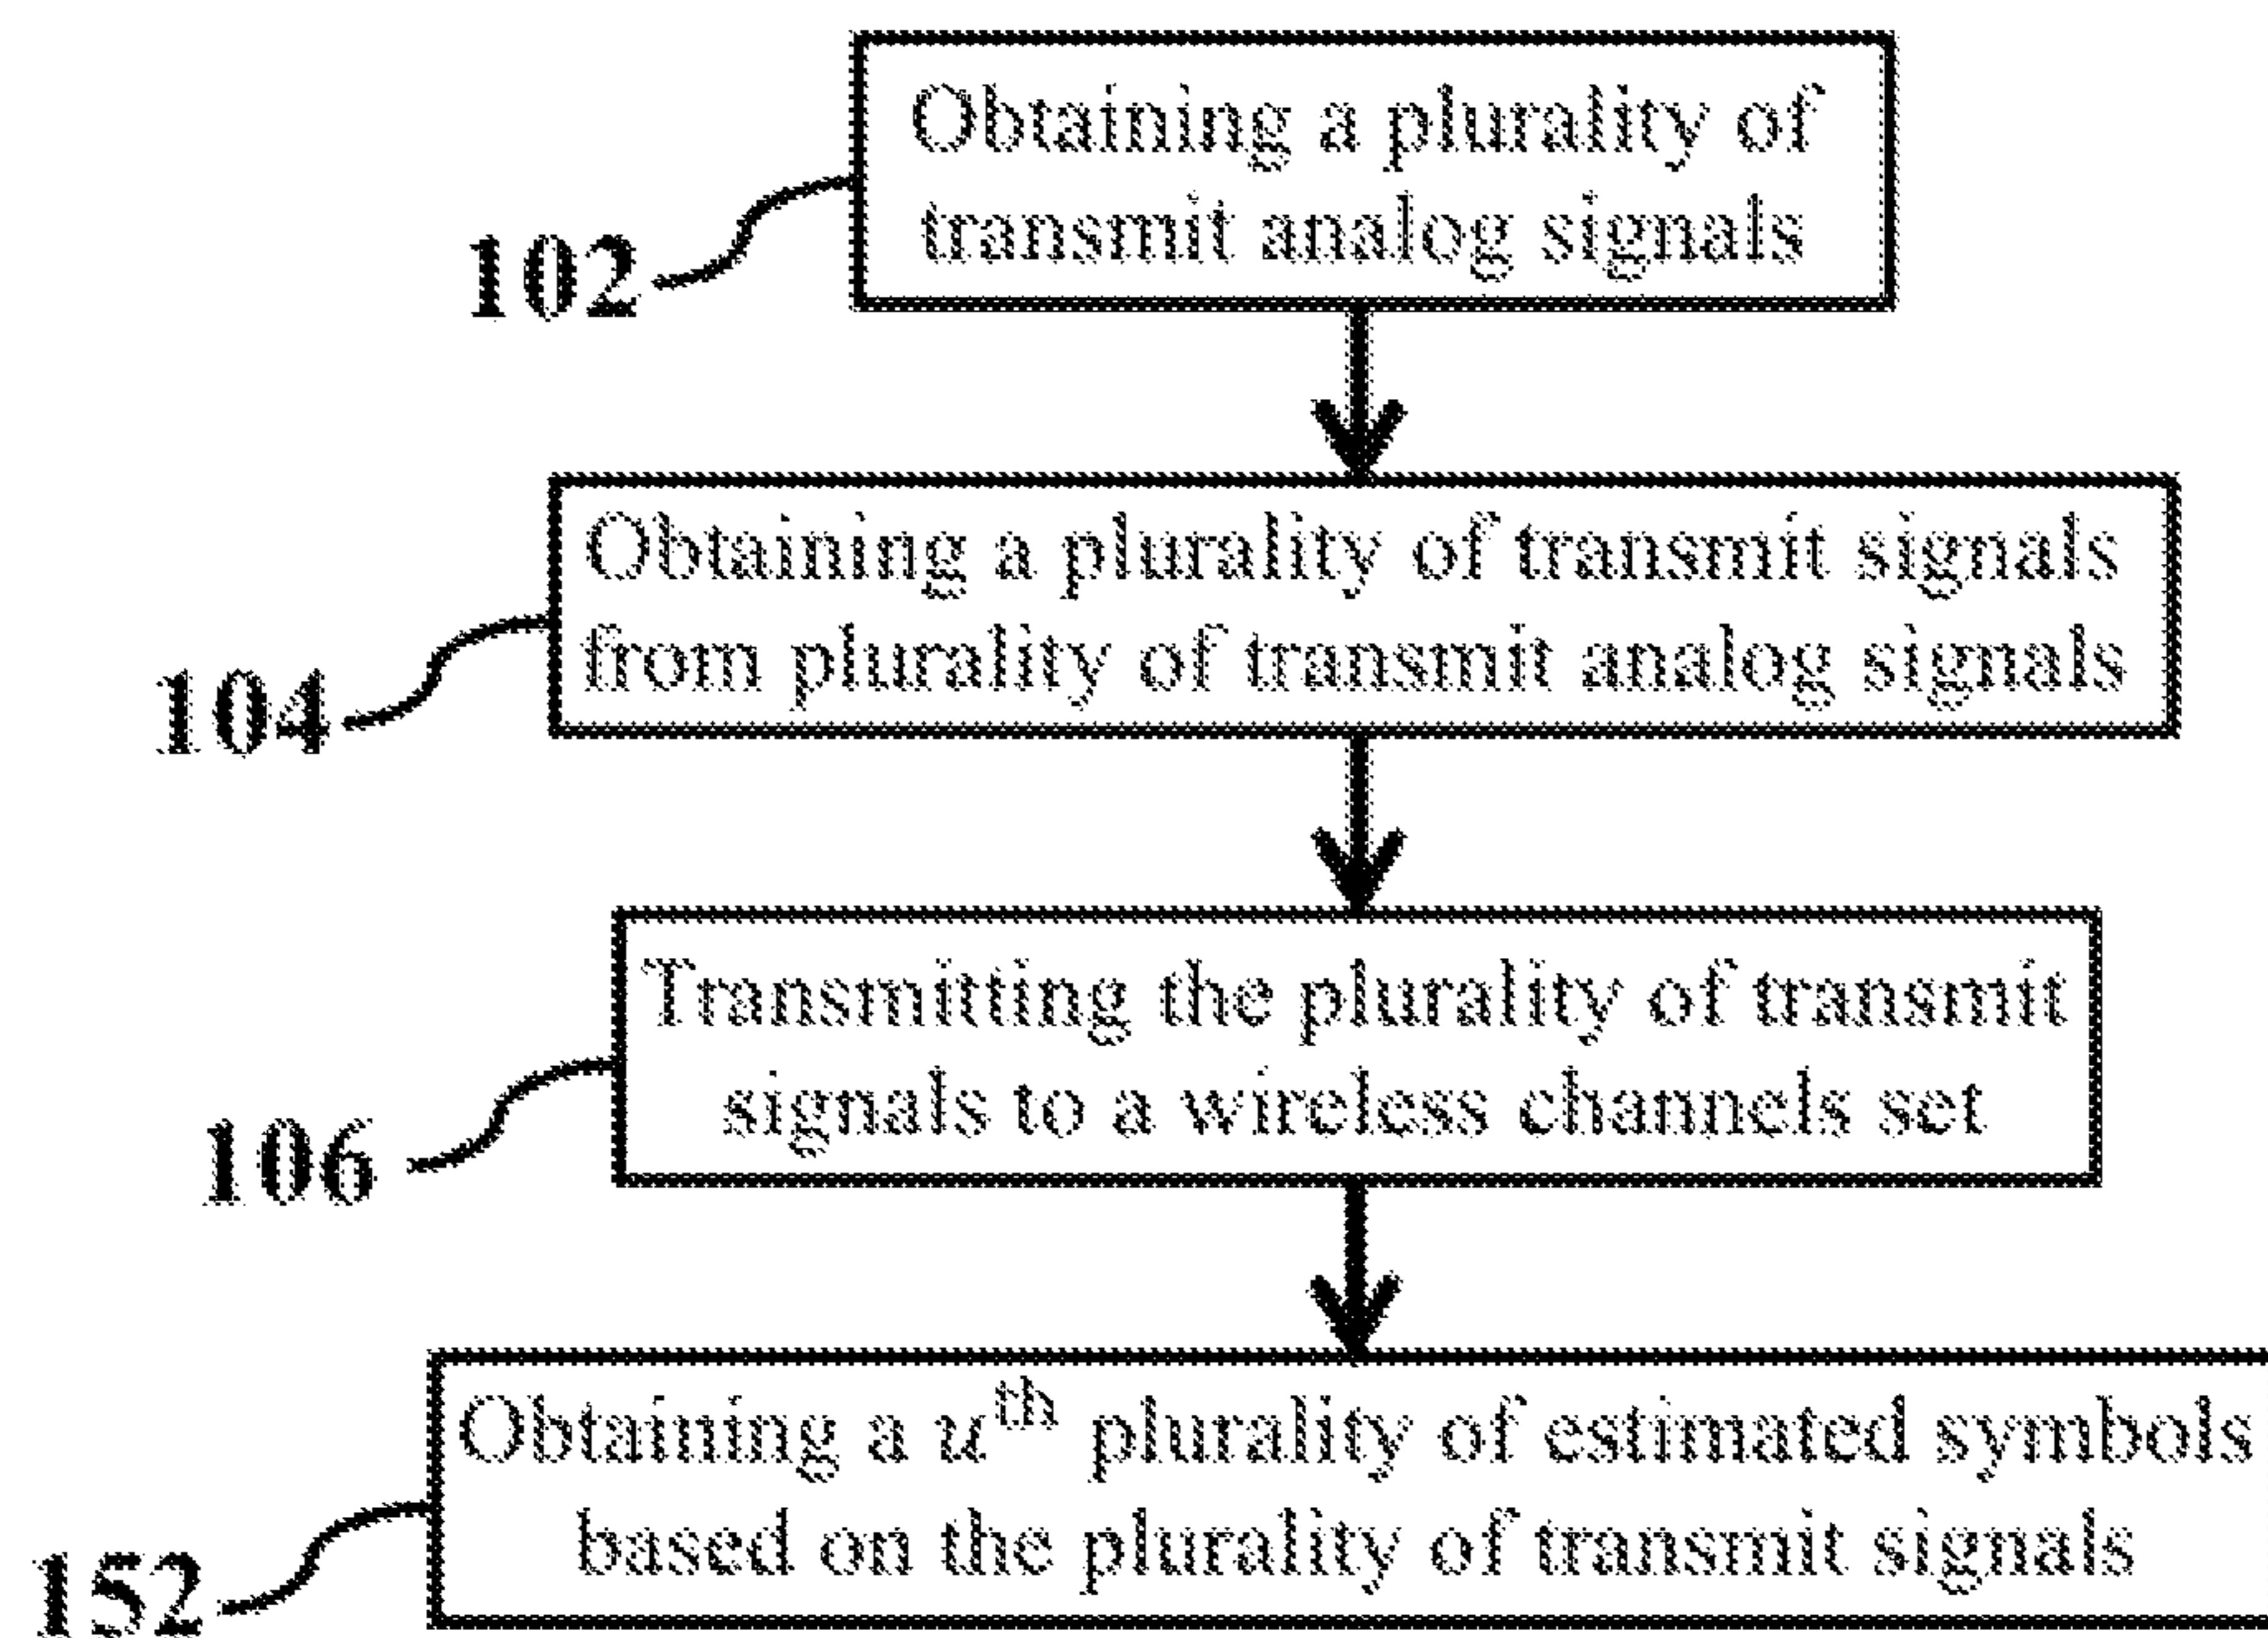 Obtaining a plurality of
transmit analog signals
102
Obtaining a plurality of transmit signals
from plurality of transmit analog signals
104
Transmitting the plurality of transmit
signals to a wireless channels set
106
Obtaining a uth plurality of estimated symbols
based on the plurality of transmit signals
152